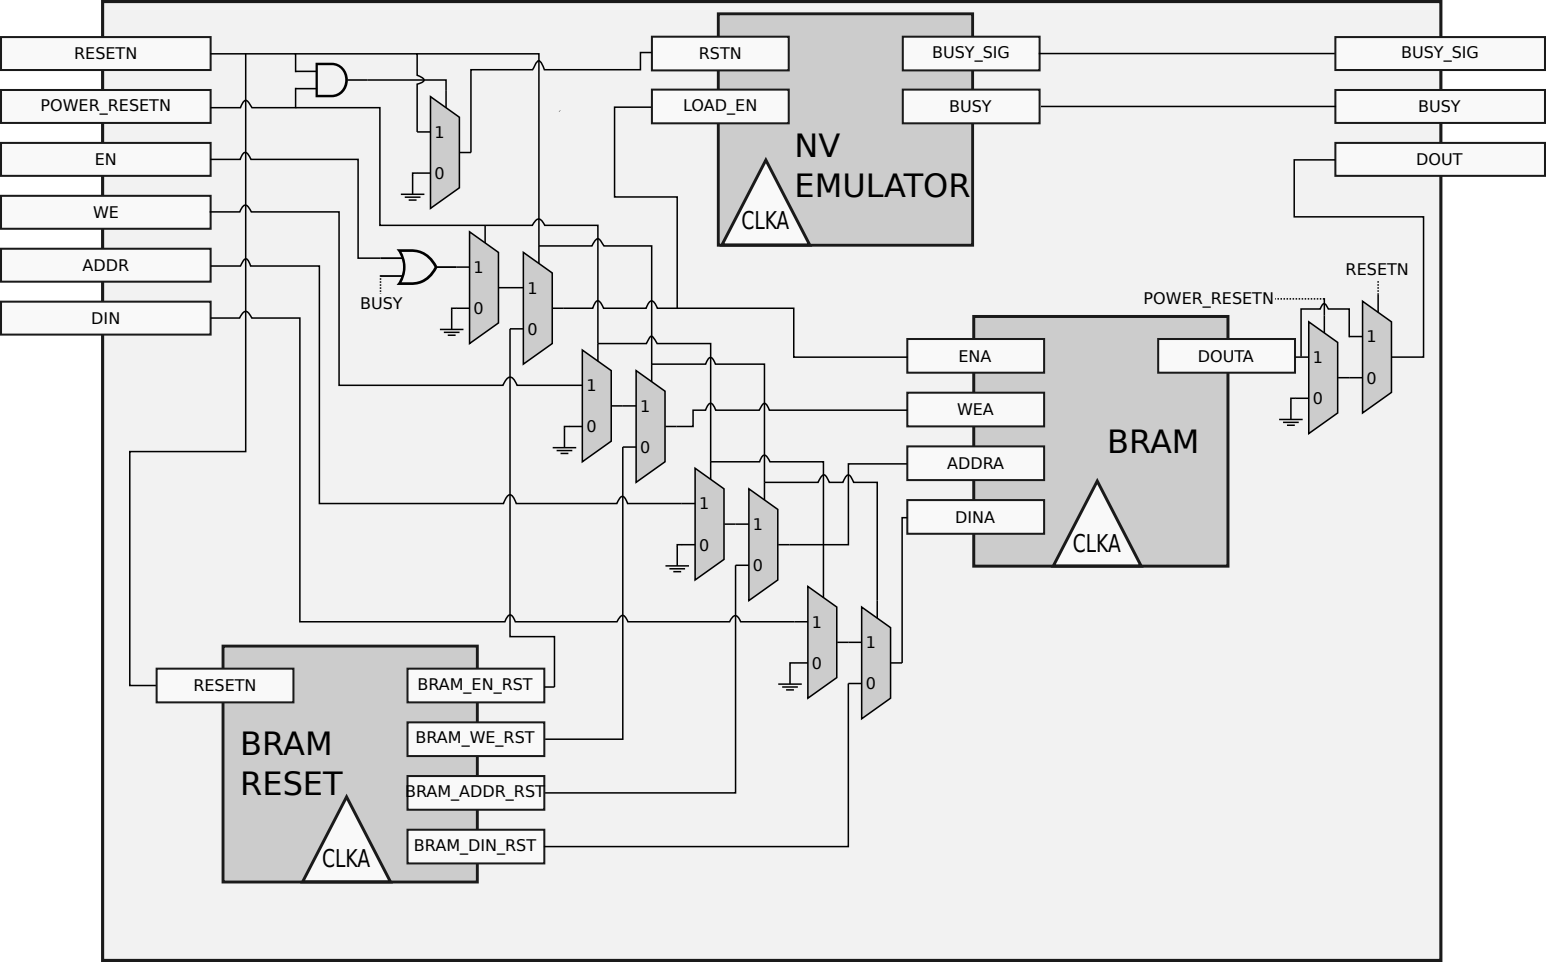 RESETN
POWER_RESETN
EN
WE
ADDR
DIN
1
0
BUSY
1
0
1
0
1
0
1
0
1
0
1
0
1
0
1
0
RSTN
LOAD_EN
BUSY_SIG
BUSY
NV
EMULATOR
CLKA
BUSY_SIG
BUSY
DOUT
RESETN
POWER_RESETN
ENA
WEA
ADDRA
DINA
DOUTA
BRAM
CLKA
1
0
1
0
RESETN
BRAM_EN_RST
BRAM_WE_RST
BRAM_ADDR_RST
BRAM_DIN_RST
BRAM
RESET
CLKA